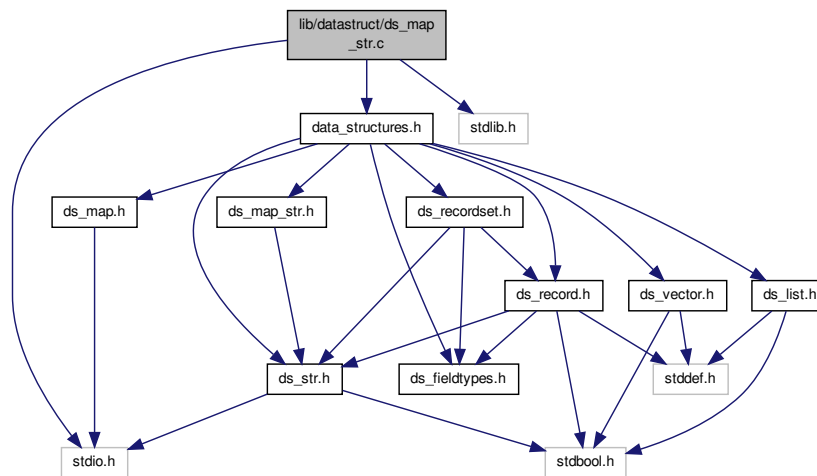 lib/datastruct/ds_map
_str.c
data_structures.h
stdlib.h
ds_map.h
ds_map_str.h
ds_recordset.h
ds_record.h
ds_vector.h
ds_list.h
ds_str.h
ds_fieldtypes.h
stddef.h
stdio.h
stdbool.h